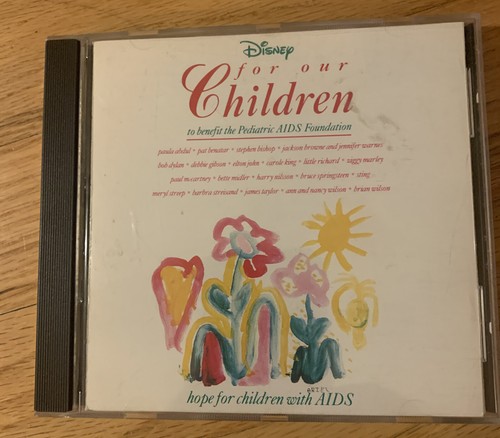 Disney
for our
Children
to benefit the Pediatric AIDS Foundation
paula abdul • pat benatar • stephen bishop • jackson browne and jennifer warnes
bob dylan • debbie gibson • elton john • carole king • little richard • ziggy marley
paul mccartney • bette midler • harry nilsson • bruce springsteen • sting
meryl streep • barbra streisand • james taylor • ann and nancy wilson • brian wilson
ARIEL
hope for children with AIDS